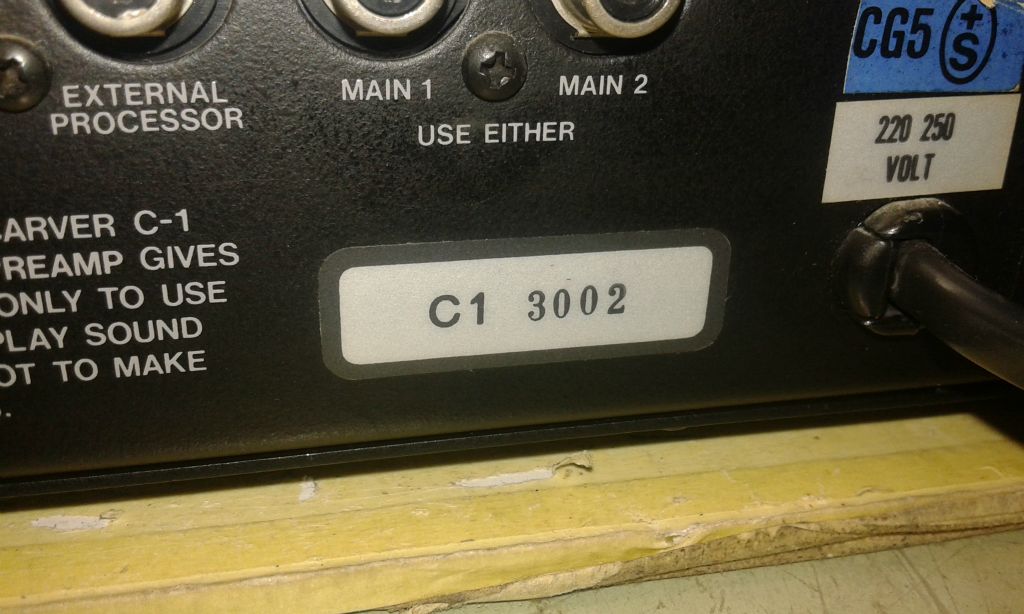 EXTERNAL
PROCESSOR
MAIN 1
MAIN 2
USE EITHER
CG5 +S
220 250
VOLT
ARVER C-1
REAMP GIVES
ONLY TO USE
PLAY SOUND
OT TO MAKE
C1 3002